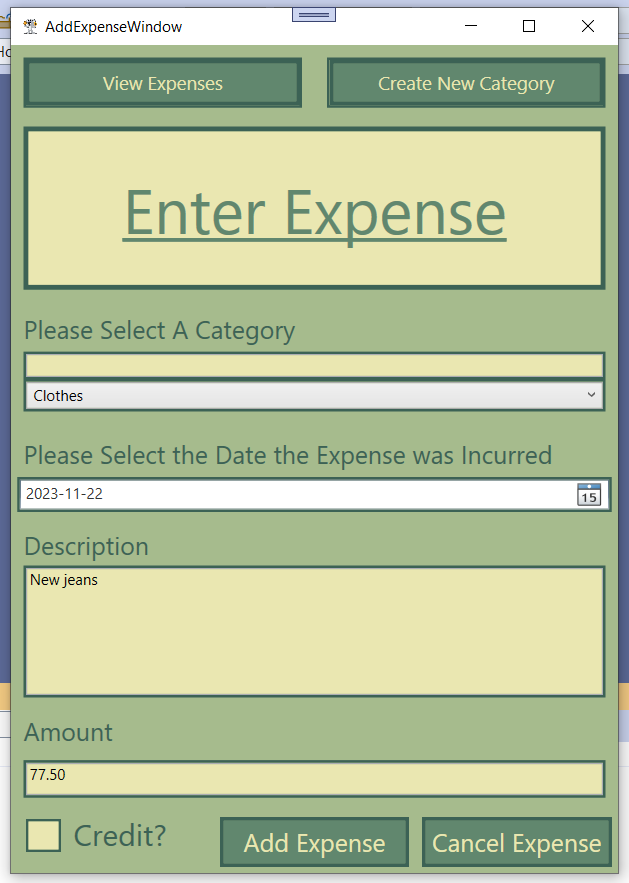 AddExpenseWindow
View Expenses
Create New Category
Enter Expense
Please Select A Category
Clothes
Please Select the Date the Expense was Incurred
2023-11-22
15
Description
New jeans
Amount
77.50
Credit?
Add Expense
Cancel Expense